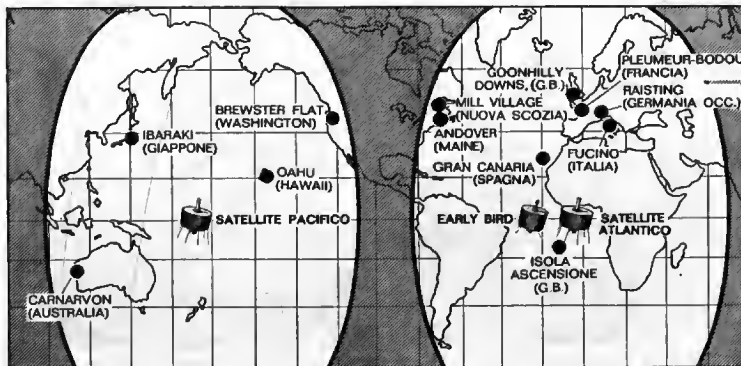 BREWSTER FLAT
(WASHINGTON)
IBARAKI
(GIAPPONE)
OAHU
(HAWAII)
SATELLITE PACIFICO
CARNARVON
(AUSTRALIA)
PLEUMEUR-BODOU
(FRANCIA)
GOONHILLY
DOWNS, (G.B.)
RAISTING
(GERMANIA OCC.)
MILL VILLAGE
(NUOVA SCOZIA)
ANDOVER
(MAINE)
FUCINO
(ITALIA)
GRAN CANARIA
(SPAGNA)
EARLY BIRD
SATELLITE
ATLANTICO
ISOLA
ASCENSIONE
(G.B.)